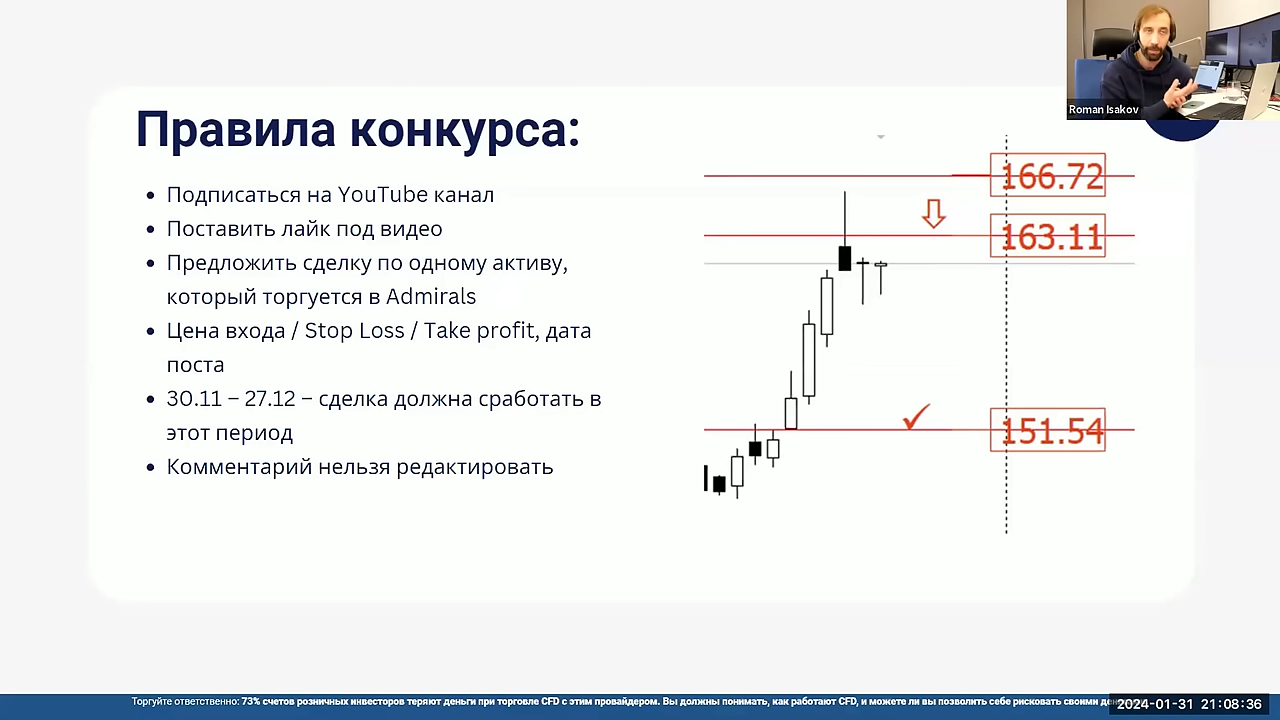 Roman Isakov
Правила конкурса:
Подписаться на YouTube канал
Поставить лайк под видео
Предложить сделку по одному активу,
который торгуется в Admirals
Цена входа / Stop Loss / Take profit, дата
поста
30.11 – 27.12 – сделка должна сработать в
этот период
Комментарий нельзя редактировать
166.72
163.11
151.54
Торгуйте ответственно: 73% счетов розничных инвесторов теряют деньги при торговле CFD с этим провайдером. Вы должны понимать, как работают CFD, и можете ли вы позволить себе рисковать своими
2024-01-31 21:08:36